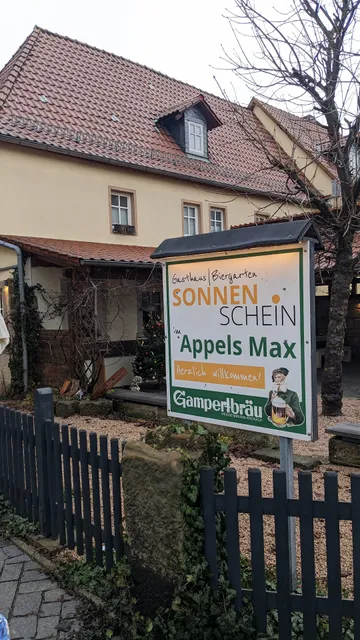 Gasthaus|Biergarten
SONNEN
SCHEIN
im
Appels Max
Herzlich willkommen!
Gampertbräu